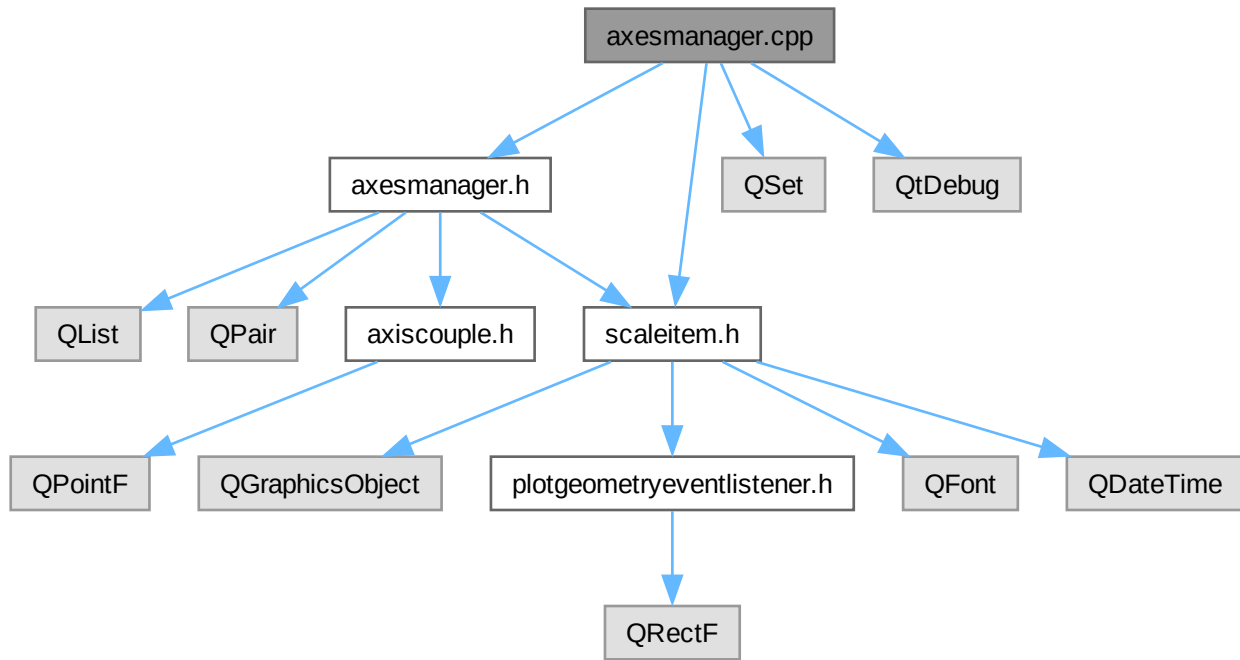 axesmanager.cpp
axesmanager.h
QSet
QtDebug
QList
QPair
axiscouple.h
scaleitem.h
QPointF
QGraphicsObject
plotgeometryeventlistener.h
QFont
QDateTime
QRectF